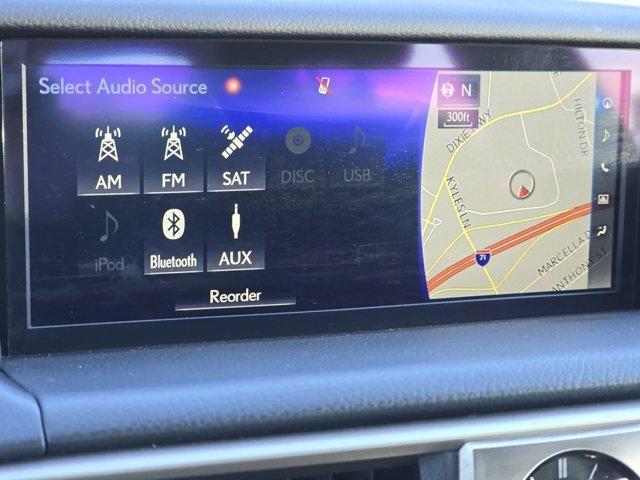 Select Audio Source
AM
FM
SAT
DISC
USB
iPod
Bluetooth
AUX
Reorder
N
300ft
DIXIE HWY
HILTON DR
KYLES LN
71
MARCELLA D
ANTHONY ST